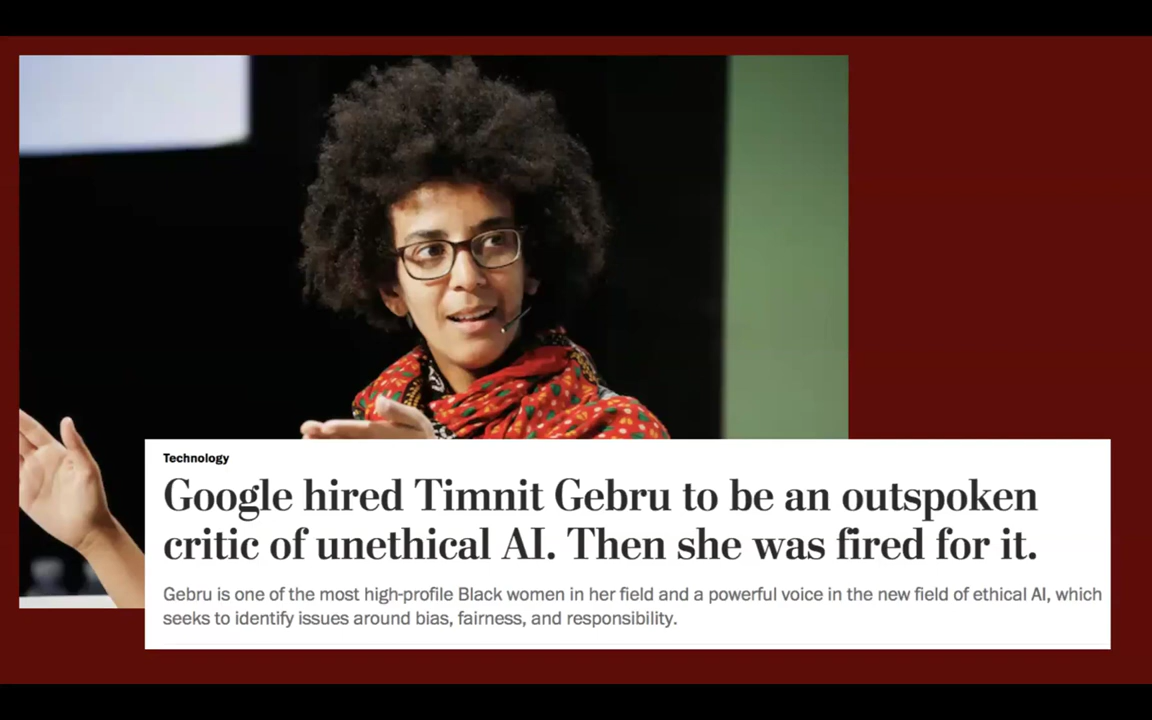 Technology
Google hired Timnit Gebru to be an outspoken
critic of unethical AI. Then she was fired for it.
Gebru is one of the most high-profile Black women in her field and a powerful voice in the new field of ethical AI, which
seeks to identify issues around bias, fairness, and responsibility.